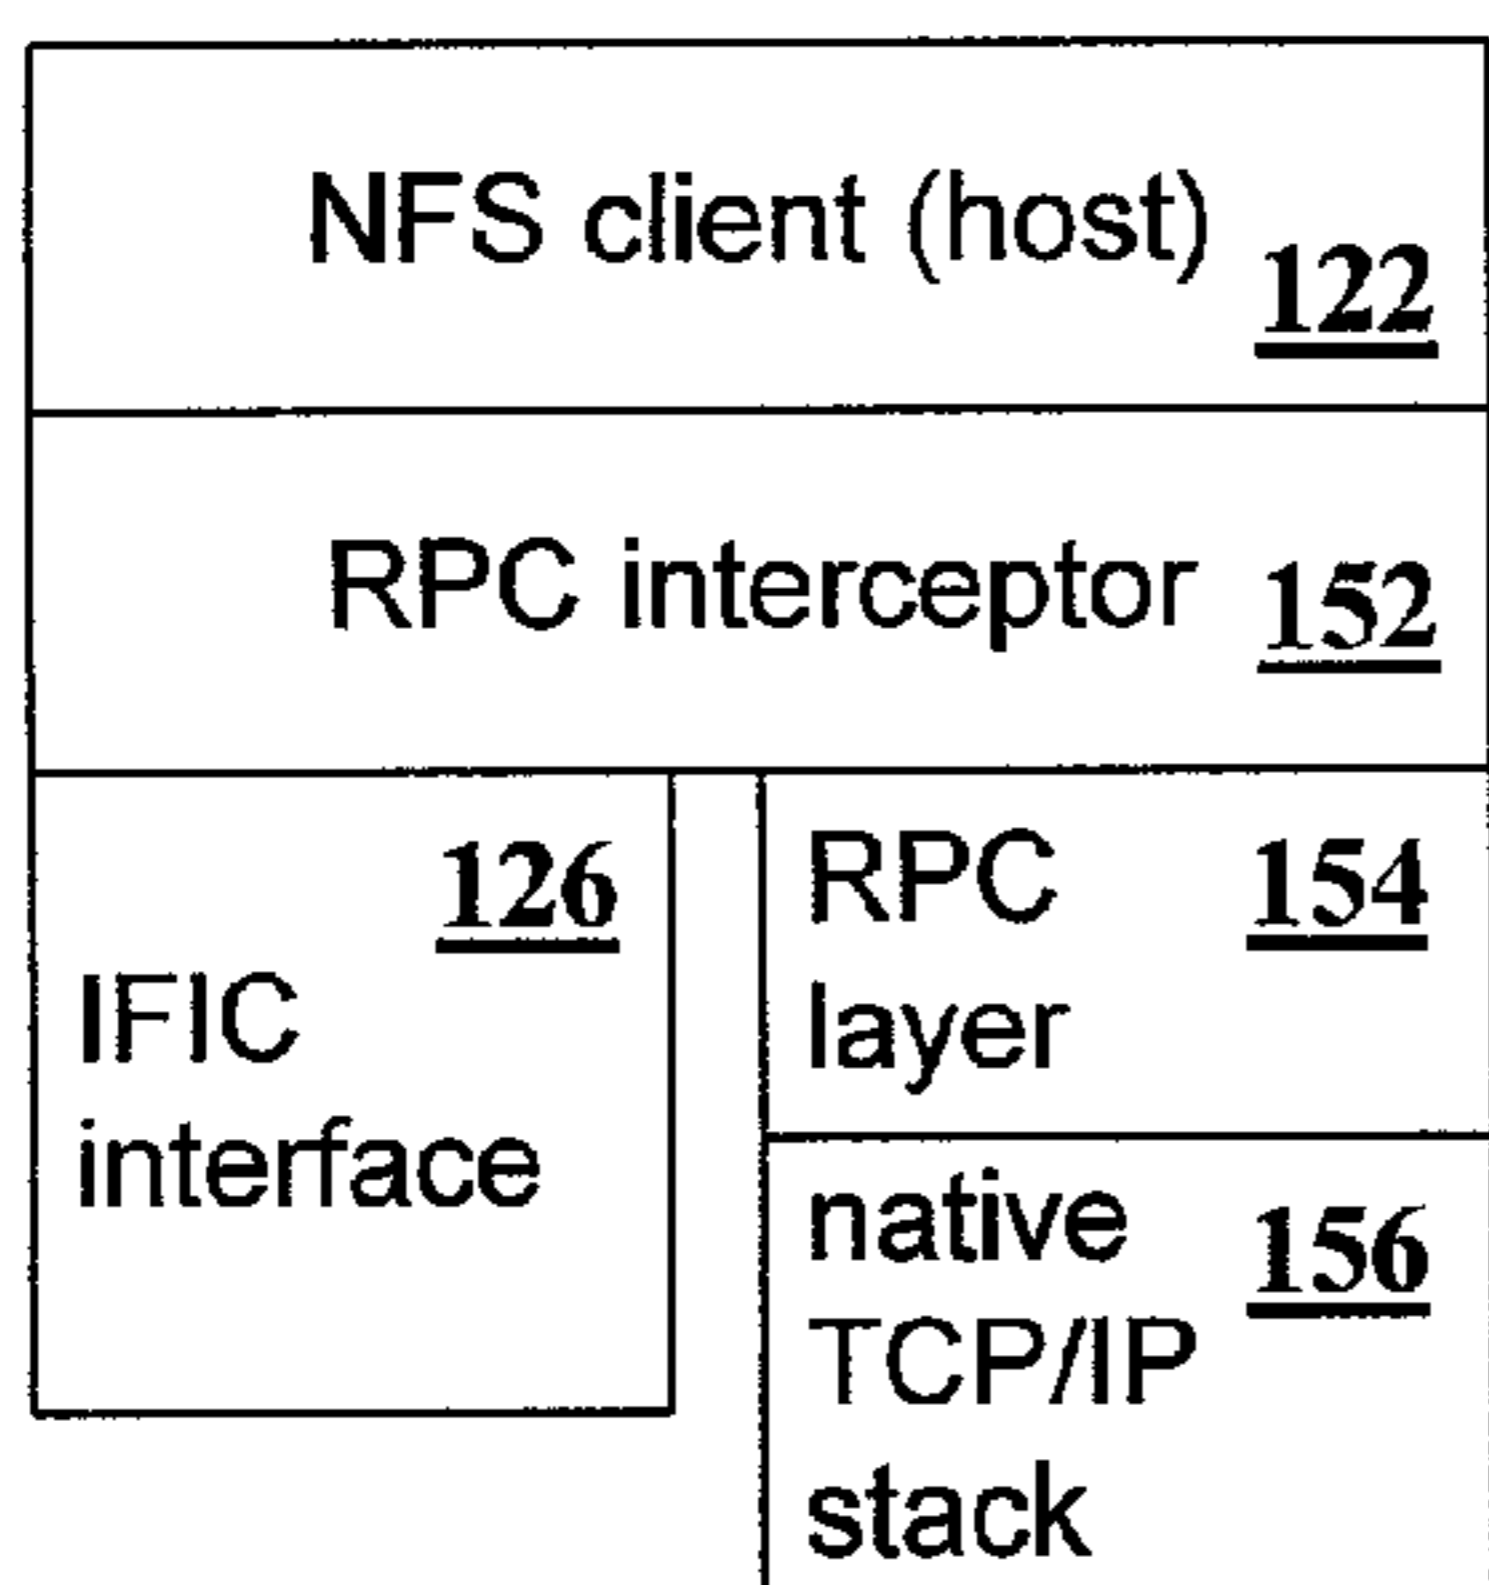 NFS client (host)
122
RPC interceptor 152
126
IFIC
interface
RPC 154
layer
native
156
TCP/IP
stack